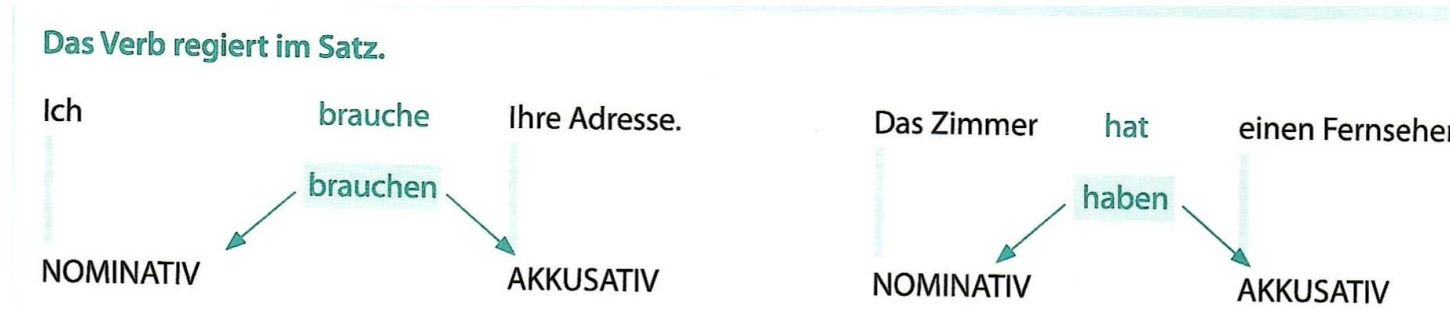 Das Verb regiert im Satz.
Ich brauche Ihre Adresse.
brauchen
NOMINATIV AKKUSATIV
Das Zimmer hat einen Fernseher
haben
NOMINATIV AKKUSATIV